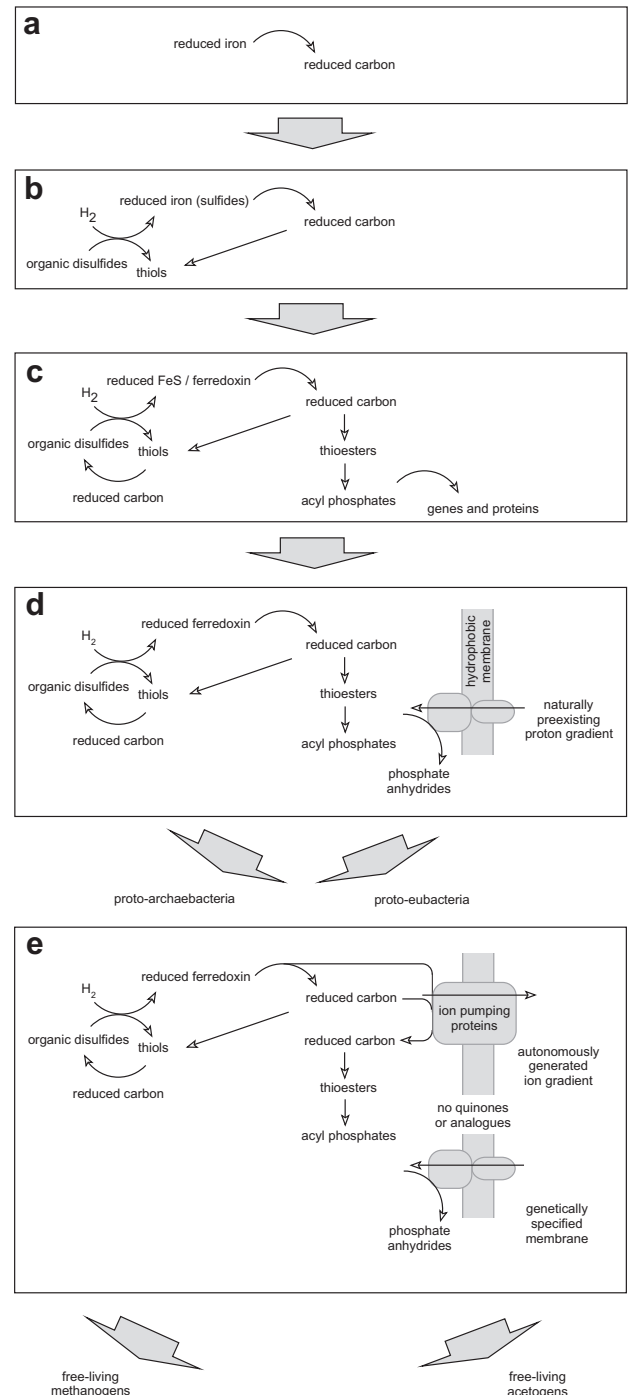 a
reduced iron
reduced carbon
b
reduced iron (sulfides)
H2
reduced carbon
organic disulfides
thiols
c
reduced FeS / ferredoxin
H2
reduced carbon
organic disulfides
thiols
thioesters
reduced carbon
acyl phosphates
genes and proteins
d
reduced ferredoxin
H2
reduced carbon
hydrophobic
membrane
organic disulfides
thiols
thioesters
naturally
preexisting
proton gradient
reduced carbon
acyl phosphates
phosphate
anhydrides
proto-archaebacteria
proto-eubacteria
e
reduced ferredoxin
H2
reduced carbon
ion pumping
proteins
organic disulfides
thiols
reduced carbon
autonomously
generated
ion gradient
reduced carbon
thioesters
no quinones
or analogues
acyl phosphates
phosphate
anhydrides
genetically
specified
membrane
free-living
methanogens
free-living
acetogens